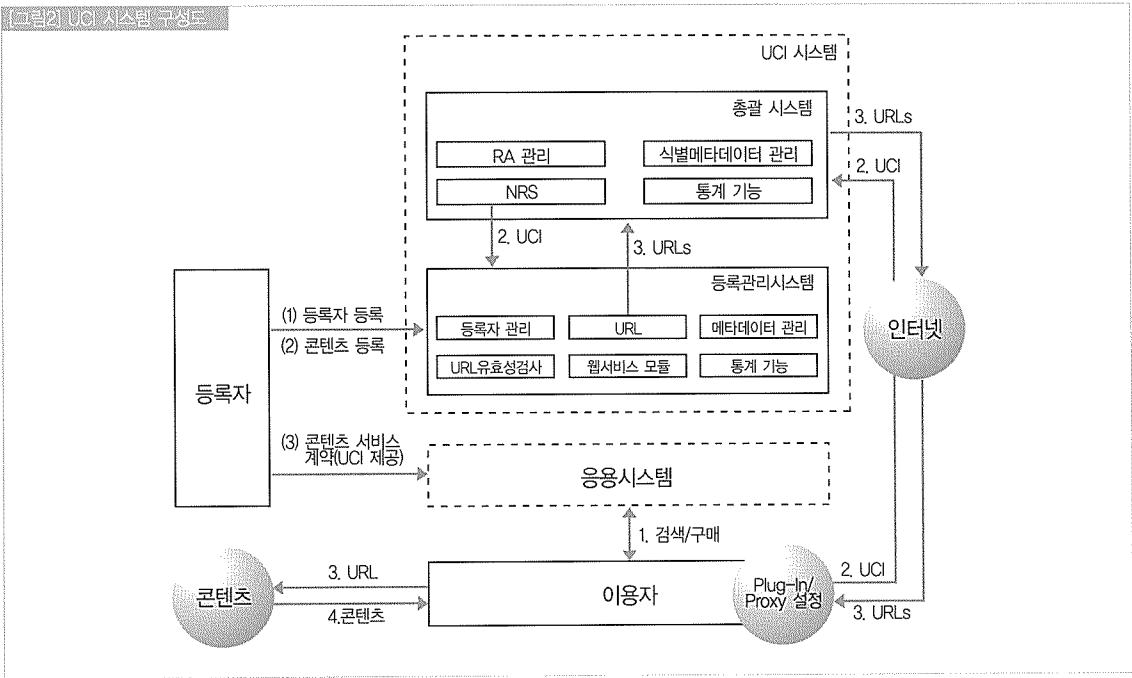 [그림2] UCI 시스템 구성도
UCI 시스템
총괄 시스템
RA 관리
식별메타데이터 관리
NRS
통계 기능
3. URLs
2. UCI
2. UCI
3. URLs
등록관리시스템
등록자 관리
URL
메타데이터 관리
URL유효성검사
웹서비스 모듈
통계 기능
인터넷
(1) 등록자 등록
(2) 콘텐츠 등록
등록자
(3) 콘텐츠 서비스
계약(UCI 제공)
응용시스템
1. 검색/구매
콘텐츠
3. URL
4.콘텐츠
이용자
Plug-In/
Proxy 설정
2. UCI
3. URLs